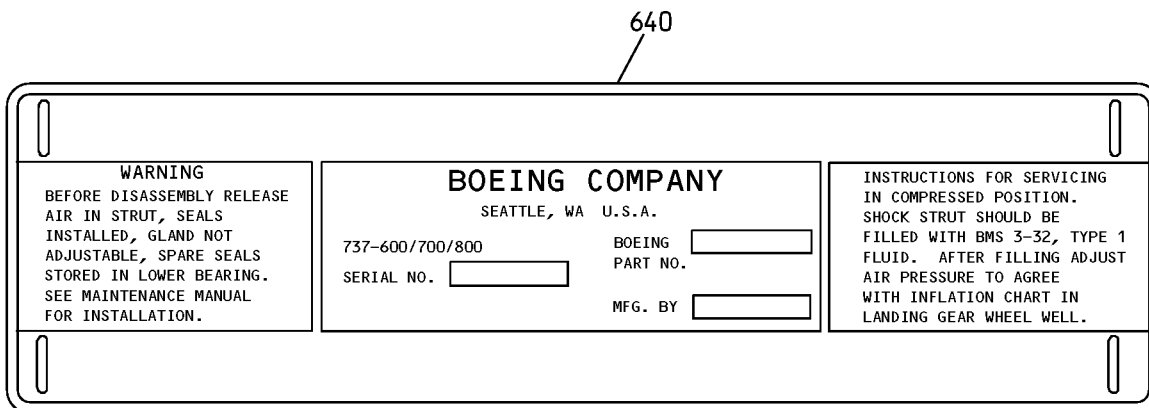 640
WARNING
BEFORE DISASSEMBLY RELEASE
AIR IN STRUT, SEALS
INSTALLED, GLAND NOT
ADJUSTABLE, SPARE SEALS
STORED IN LOWER BEARING.
SEE MAINTENANCE MANUAL
FOR INSTALLATION.
BOEING COMPANY
SEATTLE, WA U.S.A.
737-600/700/800
SERIAL NO.
BOEING
PART NO.
MFG. BY
INSTRUCTIONS FOR SERVICING
IN COMPRESSED POSITION.
SHOCK STRUT SHOULD BE
FILLED WITH BMS 3-32, TYPE 1
FLUID. AFTER FILLING ADJUST
AIR PRESSURE TO AGREE
WITH INFLATION CHART IN
LANDING GEAR WHEEL WELL.